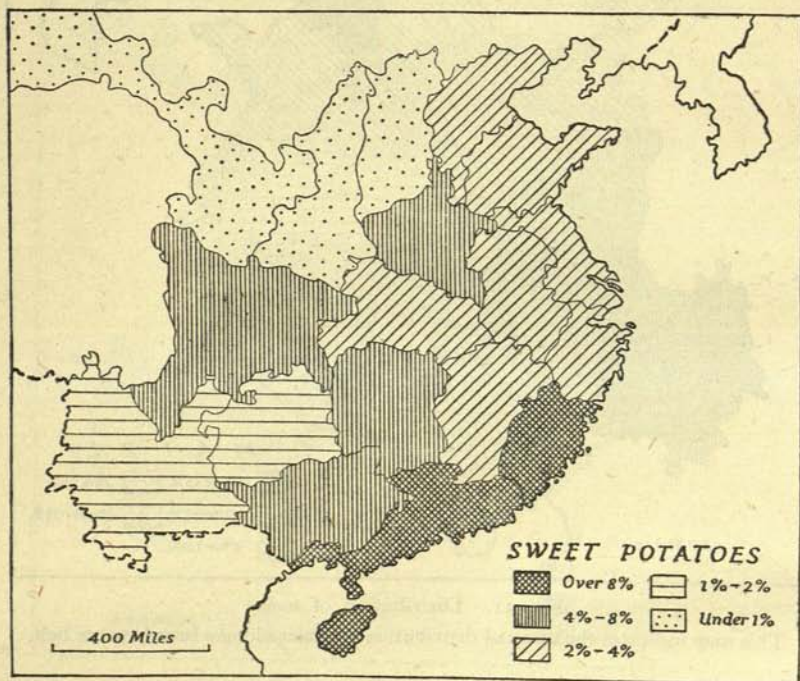 SWEET POTATOES
Over 8%
1%-2%
4%-8%
Under 1%
2%-4%
400 Miles